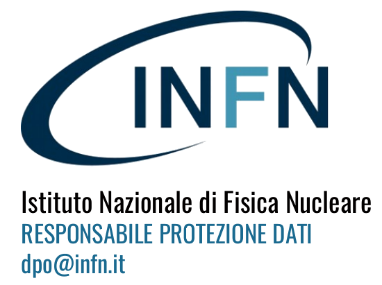 INFN
Istituto Nazionale di Fisica Nucleare
RESPONSABILE PROTEZIONE DATI
dpo@infn.it